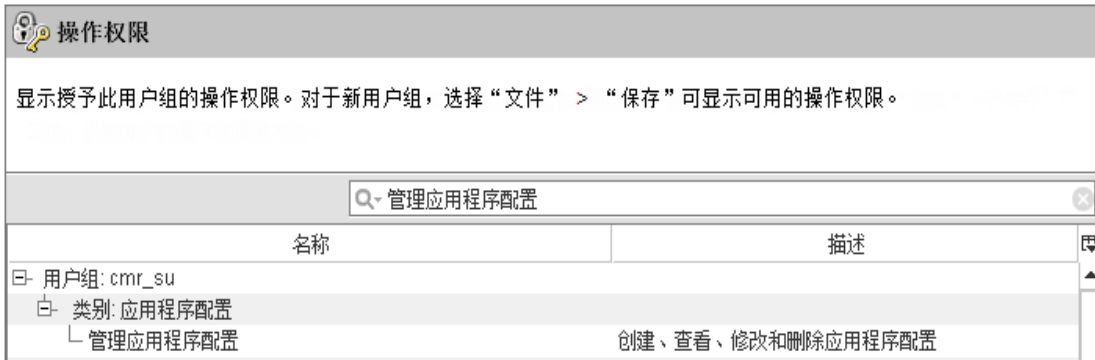 操作权限
显示授予此用户组的操作权限。对于新用户组，选择“文件” > “保存”可显示可用的操作权限。
管理应用程序配置
名称 描述
用户组: cmr_su
类别: 应用程序配置
管理应用程序配置 创建、查看、修改和删除应用程序配置